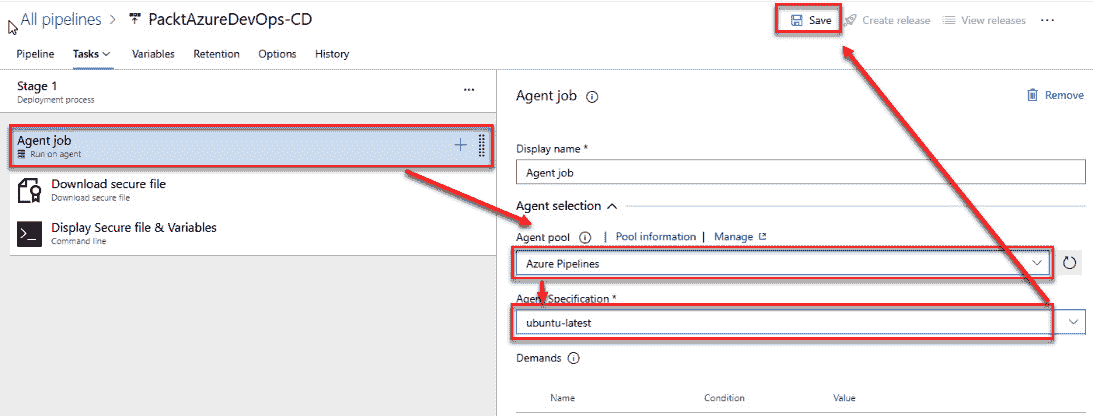 All pipelines > PacktAzureDevOps-CD
Save Create release View releases ...
Pipeline Tasks Variables Retention Options History
Stage 1
Deployment process
Agent job
Run on agent
Download secure file
Download secure file
Display Secure file & Variables
Command line
Agent job
Remove
Display name *
Agent job
Agent selection
Agent pool | Pool information | Manage
Azure Pipelines
Agent Specification *
ubuntu-latest
Demands
Name Condition Value